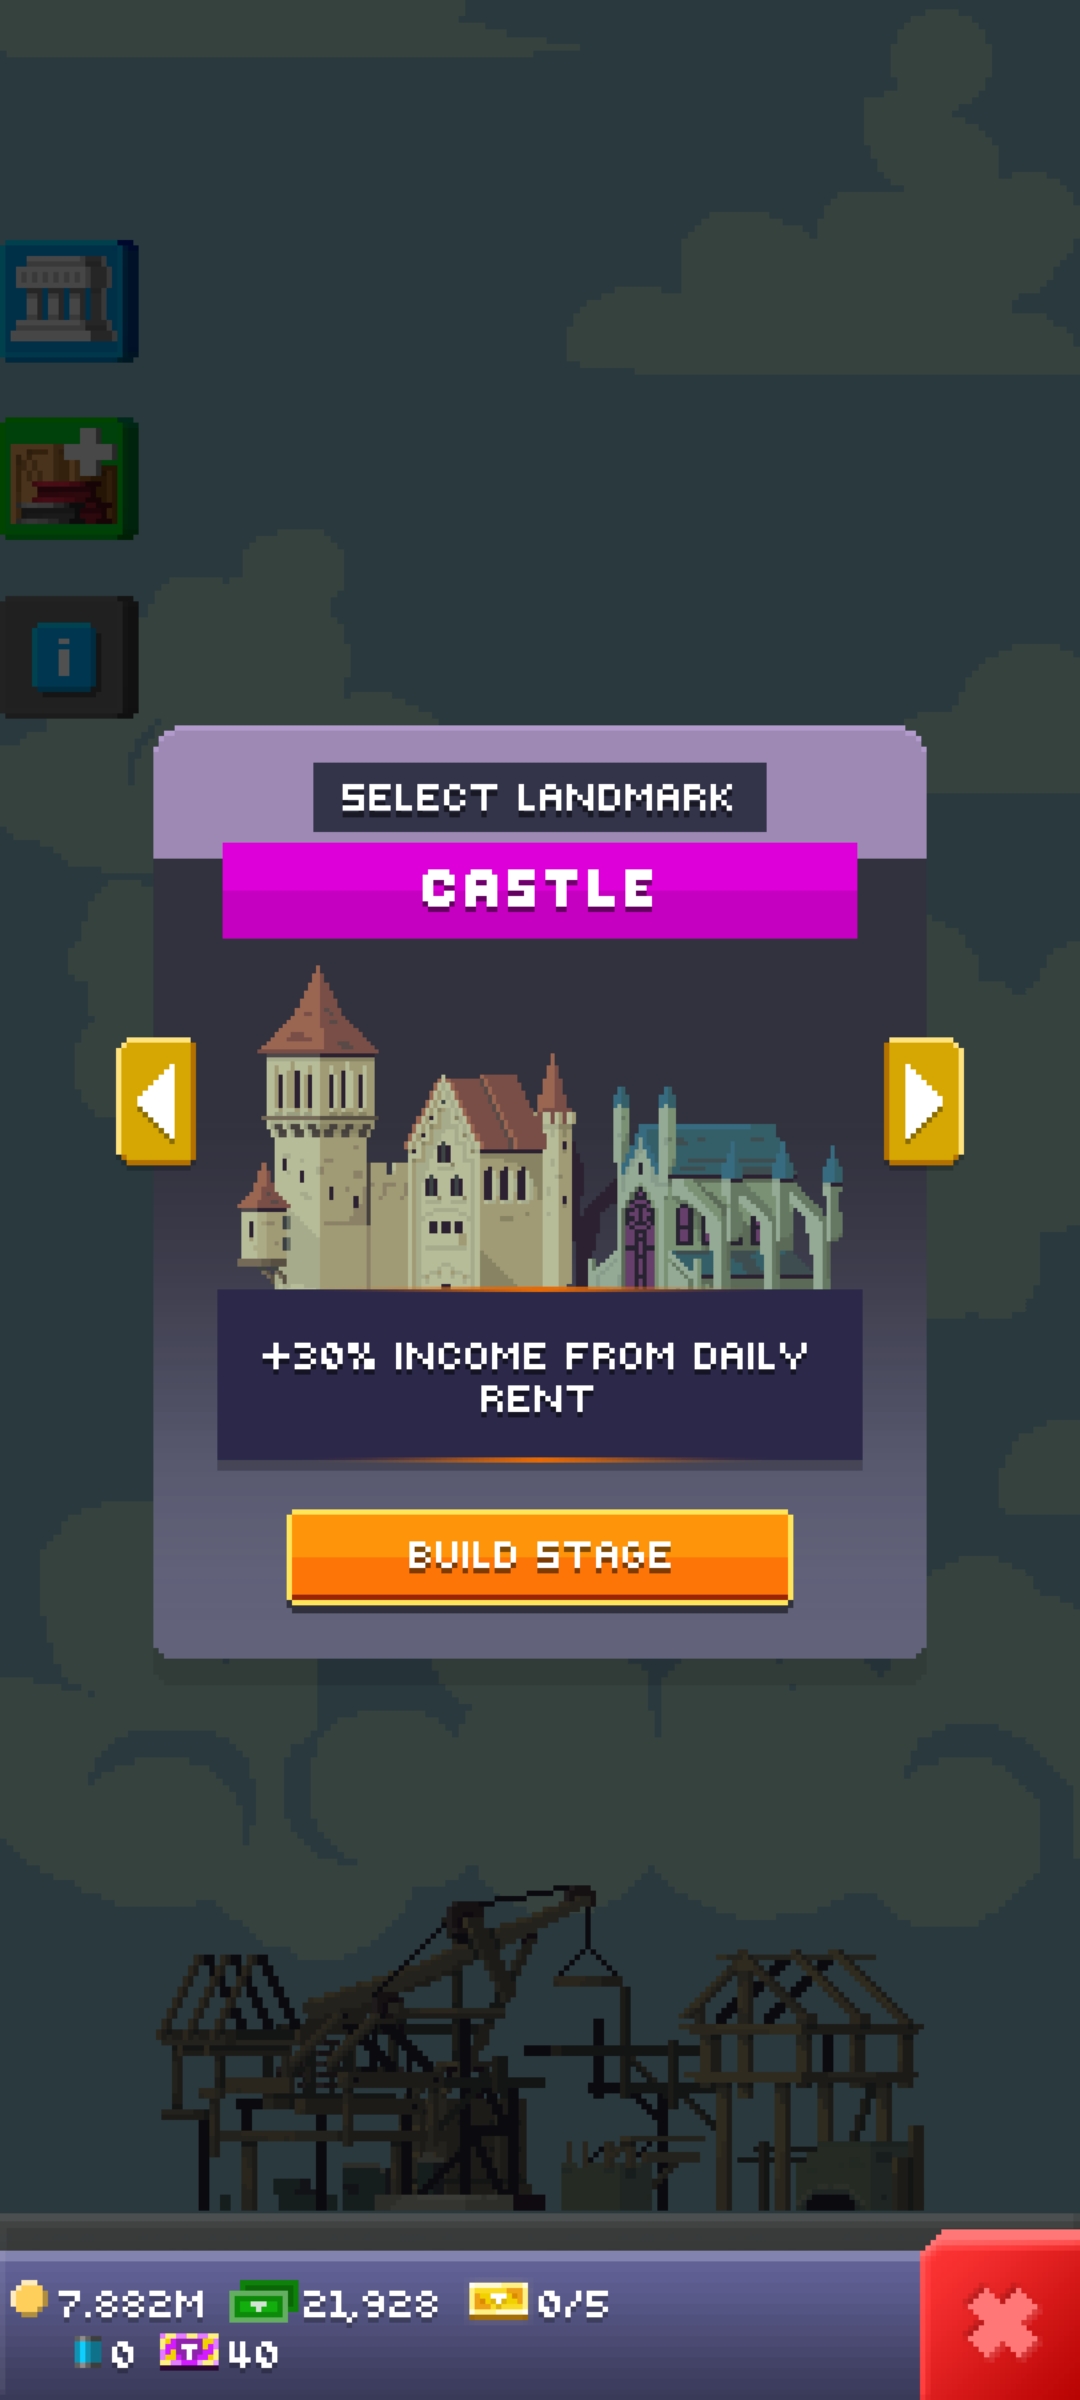 SELECT LANDMARK
CASTLE
+30% INCOME FROM DAILY
RENT
BUILD STAGE
7.882M 21,928 0/5
0 40